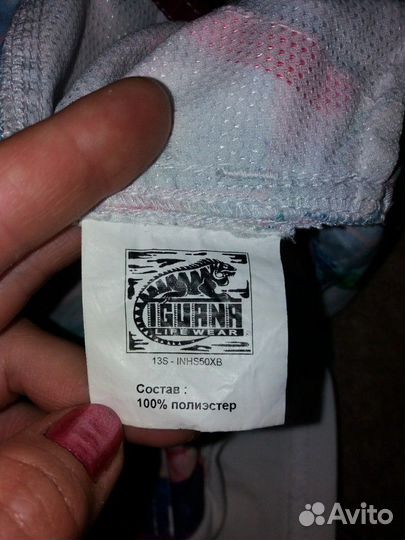 IGUANA
LIFE WEAR
13S - INHS50XB
Состав :
100% полиэстер
Avito